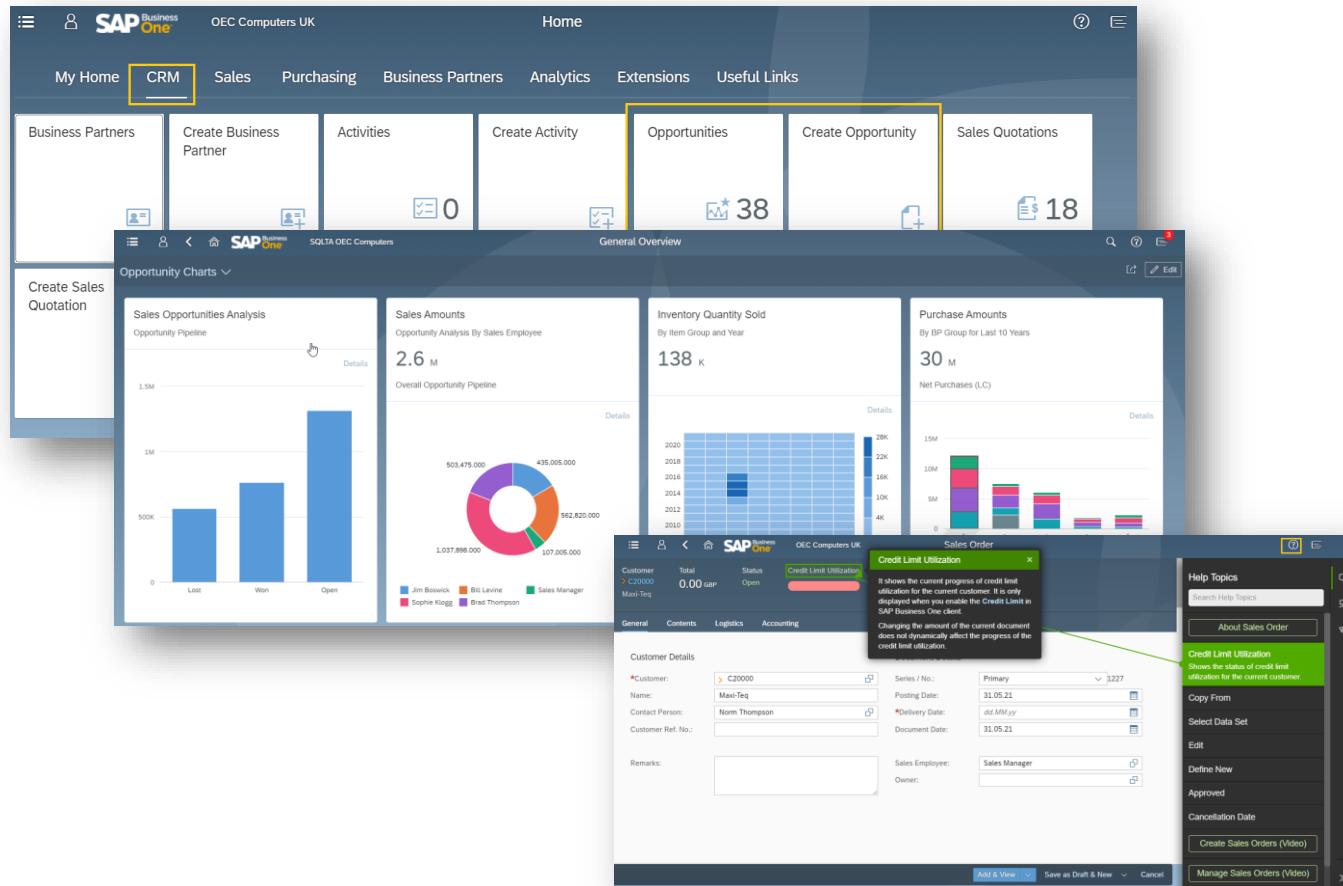 SAP Business One
OEC Computers UK
Home
My Home
CRM
Sales
Purchasing
Business Partners
Analytics
Extensions
Useful Links
Business Partners
Create Business
Partner
Activities
0
Create Activity
Opportunities
38
Create Opportunity
Sales Quotations
18
Create Sales
Quotation
SAP Business One
SQLTA OEC Computers
General Overview
3
Opportunity Charts
Edit
Sales Opportunities Analysis
Opportunity Pipeline
Details
1.5M
1M
500K
0
Lost
Won
Open
Sales Amounts
Opportunity Analysis By Sales Employee
2.6 M
Overall Opportunity Pipeline
Details
503,475.000
435,005.000
562,820.000
1,037,898.000
107,005.000
Jim Boswick
Bill Levine
Sales Manager
Sophie Klogg
Brad Thompson
Inventory Quantity Sold
By Item Group and Year
138 K
Details
2020
2018
2016
2014
2012
2010
28K
22K
16K
10K
4K
Purchase Amounts
By BP Group for Last 10 Years
30 M
Net Purchases (LC)
Details
15M
10M
5M
0
SAP Business One
OEC Computers UK
Sales Order
Customer
C20000
Maxi-Teq
Total
0.00 GBP
Status
Open
Credit Limit Utilization
Credit Limit Utilization
It shows the current progress of credit limit
utilization for the current customer. It is only
displayed when you enable the Credit Limit in
SAP Business One client.
Changing the amount of the current document
does not dynamically affect the progress of the
credit limit utilization.
General
Contents
Logistics
Accounting
Customer Details
*Customer:
C20000
Name:
Maxi-Teq
Contact Person:
Norm Thompson
Customer Ref. No.:
Remarks:
Series / No.:
Primary
1227
Posting Date:
31.05.21
*Delivery Date:
dd.MM.yy
Document Date:
31.05.21
Sales Employee:
Sales Manager
Owner:
Add & View
Save as Draft & New
Cancel
Help Topics
Search Help Topics
About Sales Order
Credit Limit Utilization
Shows the status of credit limit
utilization for the current customer.
Copy From
Select Data Set
Edit
Define New
Approved
Cancellation Date
Create Sales Orders (Video)
Manage Sales Orders (Video)